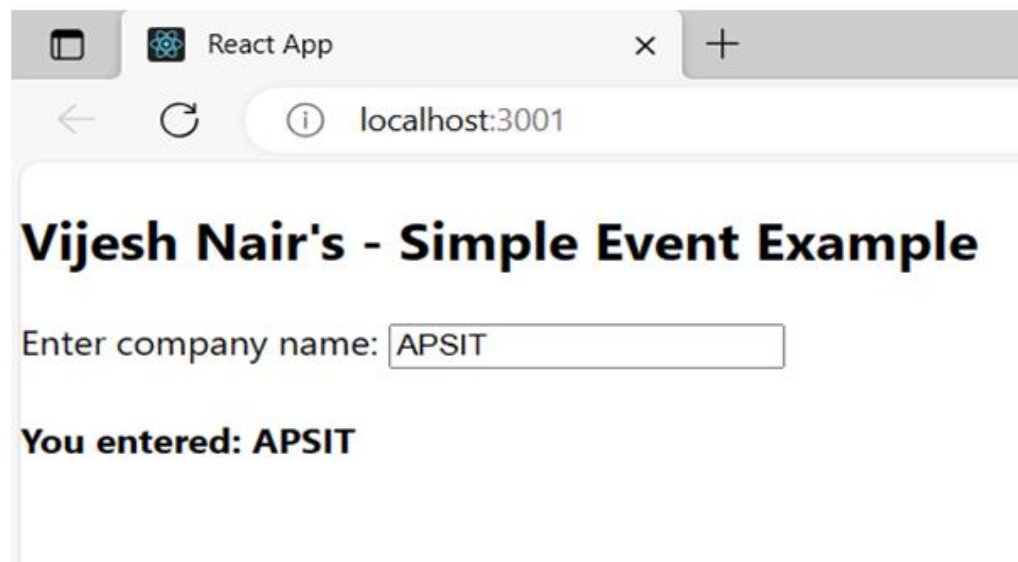 React App
localhost:3001
Vijesh Nair's - Simple Event Example
Enter company name: APSIT
You entered: APSIT